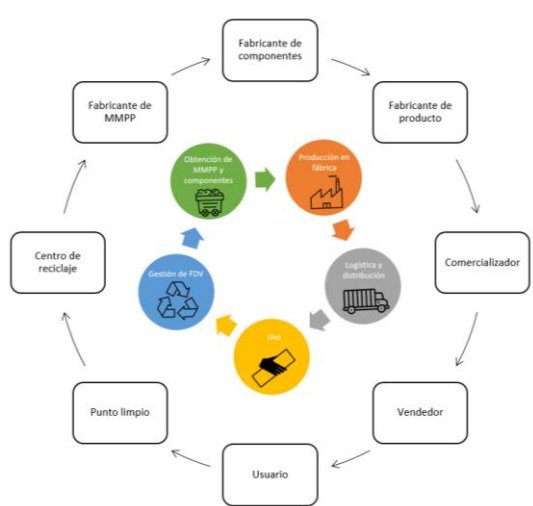 Fabricante de
componentes
Fabricante de
MMPP
Fabricante de
producto
Obtención de
MMPP y
componentes
Producción en
fábrica
Centro de
reciclaje
Gestión de FDV
Logística y
distribución
Comercializador
Uso
Punto limpio
Vendedor
Usuario